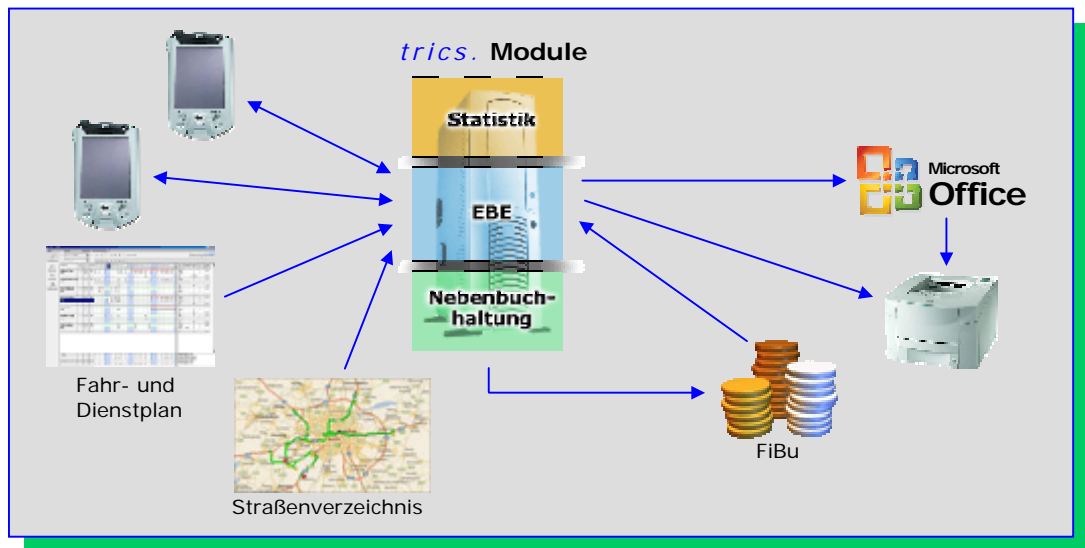 trics. Module
Statistik
EBE
Nebenbuch-
haltung
Microsoft
Office
Fahr- und
Dienstplan
Straßenverzeichnis
FiBu